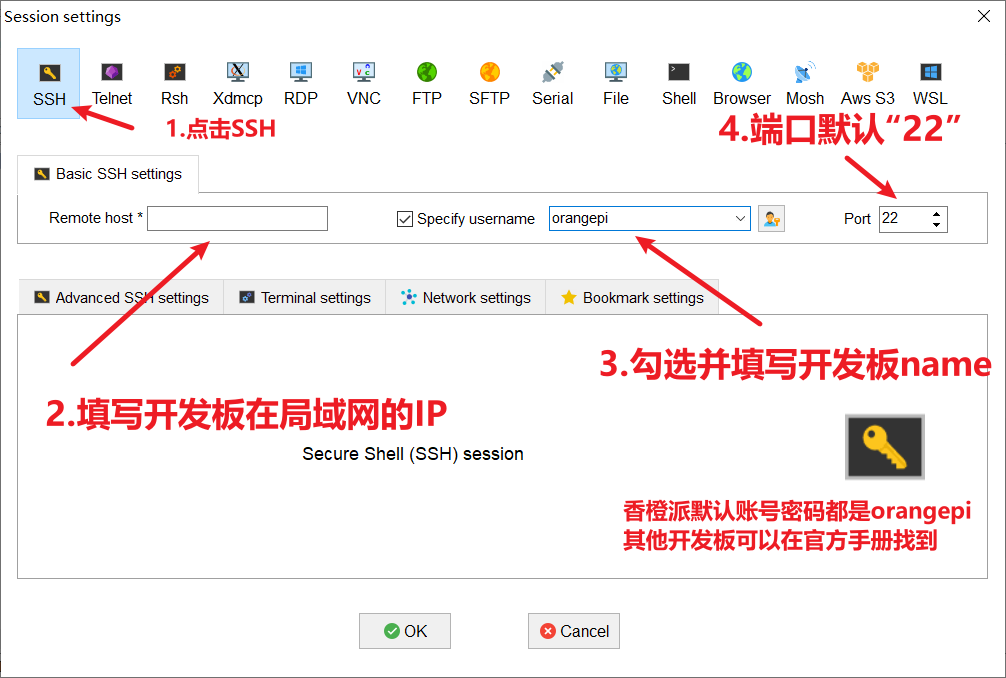 Session settings
SSH Telnet Rsh Xdmcp RDP VNC FTP SFTP Serial File Shell Browser Mosh Aws S3 WSL
1.点击SSH
4.端口默认“22”
Basic SSH settings
Remote host * Specify username orangepi Port 22
Advanced SSH settings Terminal settings Network settings Bookmark settings
3.勾选并填写开发板name
2.填写开发板在局域网的IP
Secure Shell (SSH) session
香橙派默认账号密码都是orangepi
其他开发板可以在官方手册找到
OK Cancel